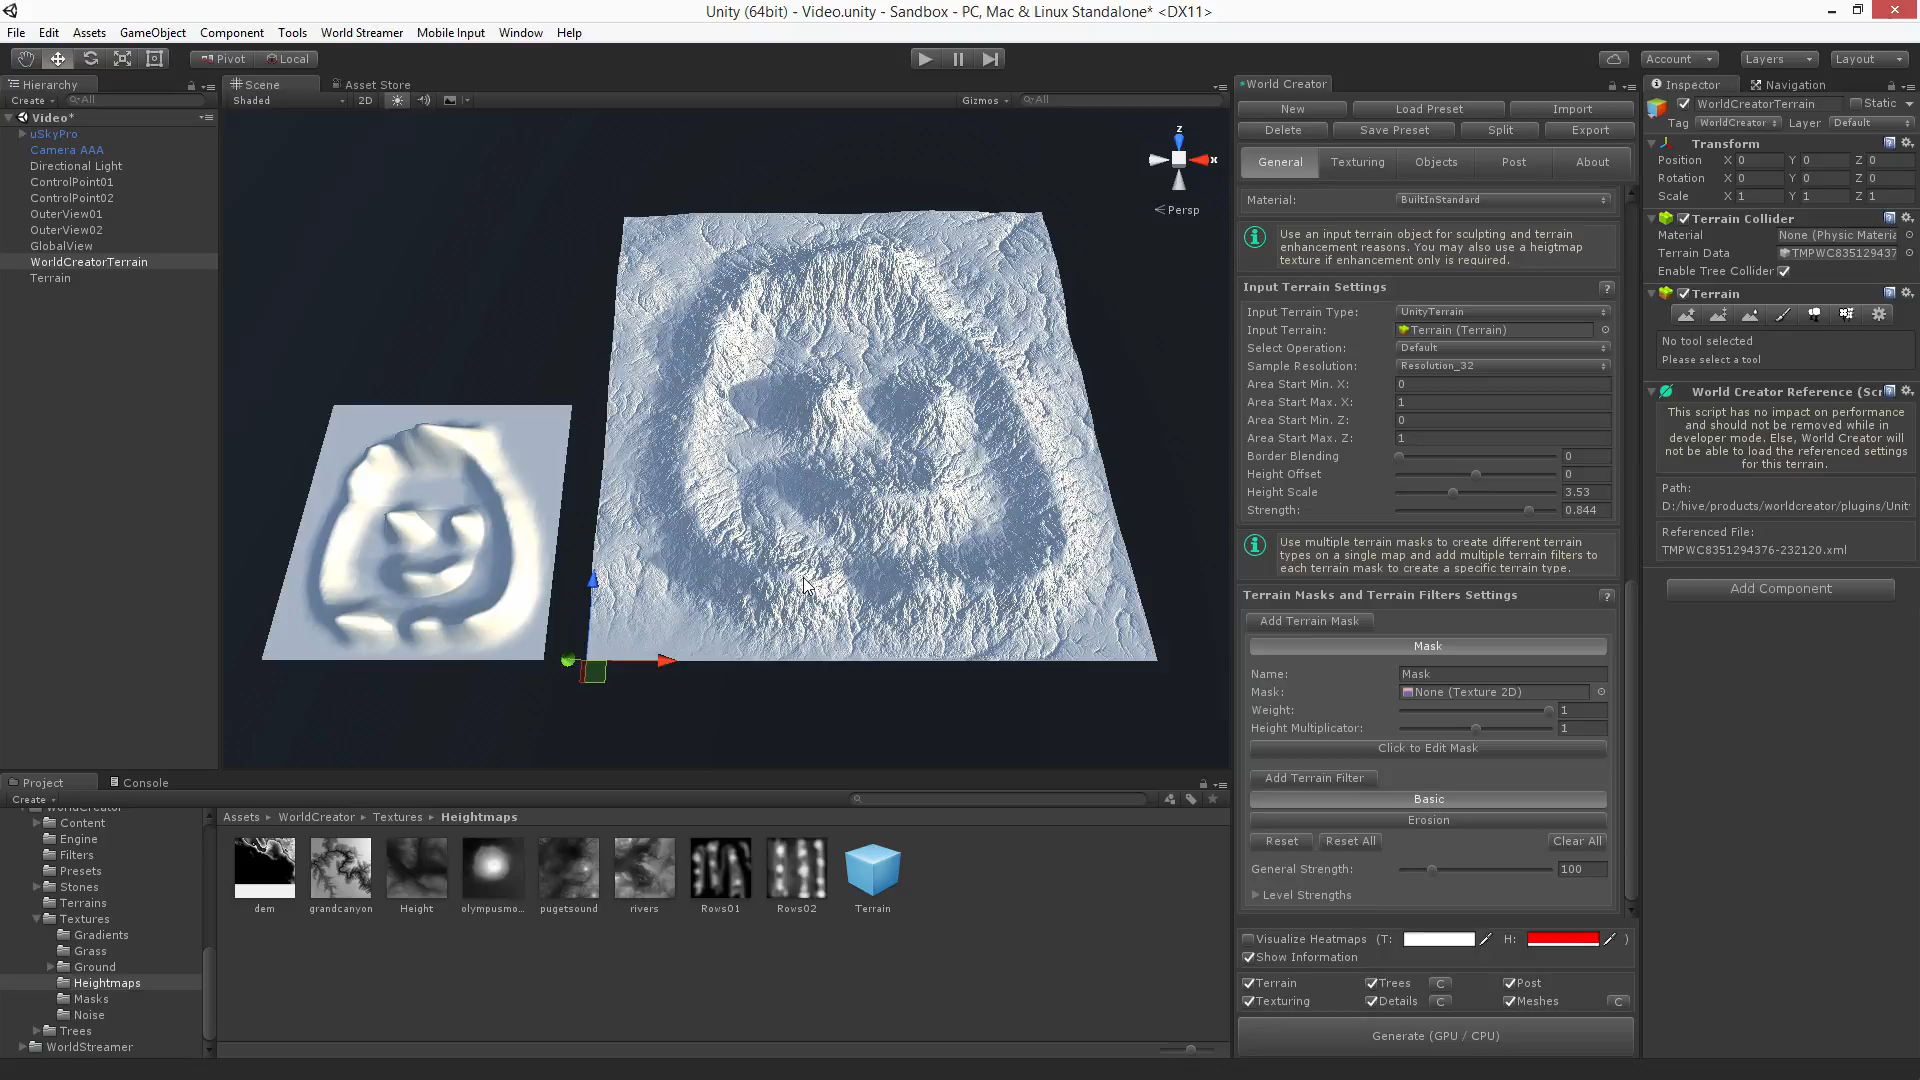 Unity (64bit) - Video.unity - Sandbox - PC, Mac & Linux Standalone* <DX11>
File Edit Assets GameObject Component Tools World Streamer Mobile Input Window Help
Pivot Local
Account Layers Layout
Hierarchy
Create All
Video*
uSkyPro
Camera AAA
Directional Light
ControlPoint01
ControlPoint02
OuterView01
OuterView02
GlobalView
WorldCreatorTerrain
Terrain
Scene Asset Store
Shaded 2D Gizmos All
z
x
Persp
World Creator
New Load Preset Import
Delete Save Preset Split Export
General Texturing Objects Post About
Material: BuiltInStandard
Use an input terrain object for sculpting and terrain
enhancement reasons. You may also use a heigtmap
texture if enhancement only is required.
Input Terrain Settings ?
Input Terrain Type: UnityTerrain
Input Terrain: Terrain (Terrain)
Select Operation: Default
Sample Resolution: Resolution_32
Area Start Min. X: 0
Area Start Max. X: 1
Area Start Min. Z: 0
Area Start Max. Z: 1
Border Blending 0
Height Offset 0
Height Scale 3.53
Strength: 0.844
Use multiple terrain masks to create different terrain
types on a single map and add multiple terrain filters to
each terrain mask to create a specific terrain type.
Terrain Masks and Terrain Filters Settings ?
Add Terrain Mask
Mask
Name: Mask
Mask: None (Texture 2D)
Weight: 1
Height Multiplicator: 1
Click to Edit Mask
Add Terrain Filter
Basic
Erosion
Reset Reset All Clear All
General Strength: 100
Level Strengths
Visualize Heatmaps (T: H: )
Show Information
Terrain Trees C Post
Texturing Details C Meshes C
Generate (GPU / CPU)
Inspector Navigation
WorldCreatorTerrain Static
Tag WorldCreator Layer Default
Transform
Position X 0 Y 0 Z 0
Rotation X 0 Y 0 Z 0
Scale X 1 Y 1 Z 1
Terrain Collider
Material None (Physic Materia
Terrain Data TMPWC835129437
Enable Tree Collider
Terrain
No tool selected
Please select a tool
World Creator Reference (Scr
This script has no impact on performance
and should not be removed while in
developer mode. Else, World Creator will
not be able to load the referenced settings
for this terrain.
Path:
D:/hive/products/worldcreator/plugins/Unit
Referenced File:
TMPWC8351294376-232120.xml
Add Component
Project Console
Create
WorldCreator
Content
Engine
Filters
Presets
Stones
Terrains
Textures
Gradients
Grass
Ground
Heightmaps
Masks
Noise
Trees
WorldStreamer
Assets WorldCreator Textures Heightmaps
dem grandcanyon Height olympusmo... pugetsound rivers Rows01 Rows02 Terrain